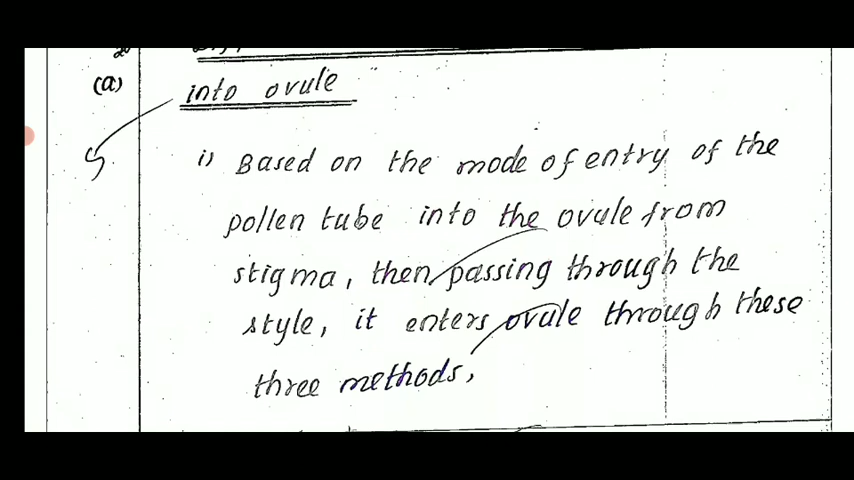 (a) into ovule
i) Based on the mode of entry of the
pollen tube into the ovule from
stigma, then passing through the
style, it enters ovule through these
three methods,